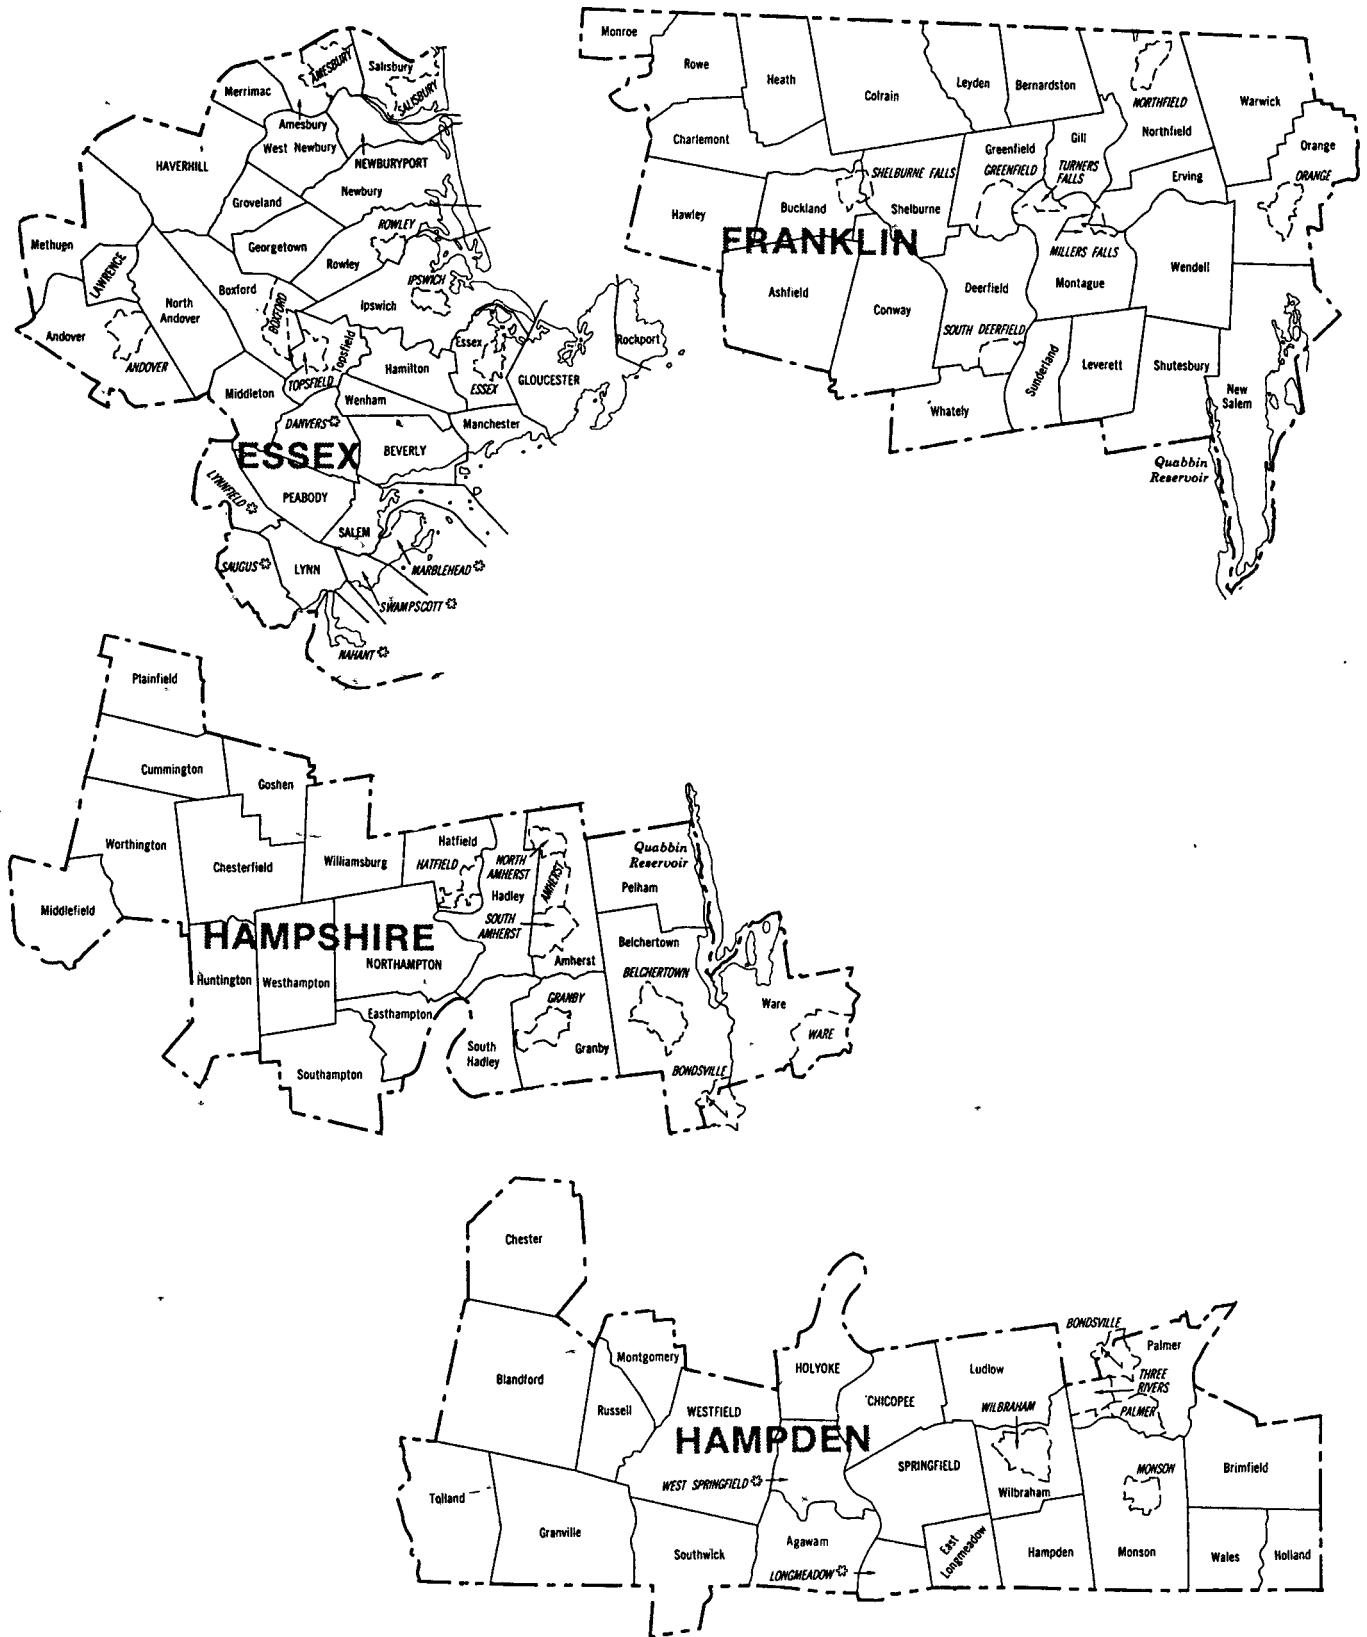 AMESBURY
Salisbury
SALISBURY
Merrimac
Amesbury
West Newbury
HAVERHILL
NEWBURYPORT
Newbury
Groveland
ROWLEY
Georgetown
Rowley
Methuen
LAWRENCE
Boxford
BOXFORD
IPSWICH
Ipswich
North
Andover
Andover
ANDOVER
Topsfield
TOPSFIELD
Essex
ESSEX
Rockport
Hamilton
GLOUCESTER
Middleton
Wenham
DANVERS
Manchester
ESSEX
BEVERLY
LYNNFIELD
PEABODY
SALEM
SAUGUS
LYNN
MARBLEHEAD
SWAMPSCOTT
NAHANT
Monroe
Rowe
Heath
Colrain
Leyden
Bernardston
NORTHFIELD
Northfield
Warwick
Orange
ORANGE
Charlemont
Greenfield
GREENFIELD
Gill
TURNERS
FALLS
SHELBURNE FALLS
Erving
Hawley
Buckland
Shelburne
FRANKLIN
MILLERS FALLS
Montague
Wendell
Ashfield
Deerfield
Conway
SOUTH DEERFIELD
Sunderland
Leverett
Shutesbury
New
Salem
Whately
Quabbin
Reservoir
Plainfield
Cummington
Goshen
Worthington
Chesterfield
Williamsburg
Hatfield
HATFIELD
NORTH
AMHERST
AMHERST
Hadley
SOUTH
AMHERST
Amherst
Quabbin
Reservoir
Pelham
Middlefield
HAMPSHIRE
NORTHAMPTON
Belchertown
BELCHERTOWN
Huntington
Westhampton
Easthampton
GRANBY
Granby
Ware
WARE
South
Hadley
Southampton
BONDSVILLE
Chester
Blandford
Montgomery
Russell
WESTFIELD
HOLYOKE
CHICOPEE
Ludlow
BONDSVILLE
Palmer
THREE
RIVERS
PALMER
WILBRAHAM
HAMPDEN
WEST SPRINGFIELD
SPRINGFIELD
Wilbraham
MONSON
Brimfield
Tolland
Granville
Southwick
Agawam
LONGMEADOW
East
Longmeadow
Hampden
Monson
Wales
Holland